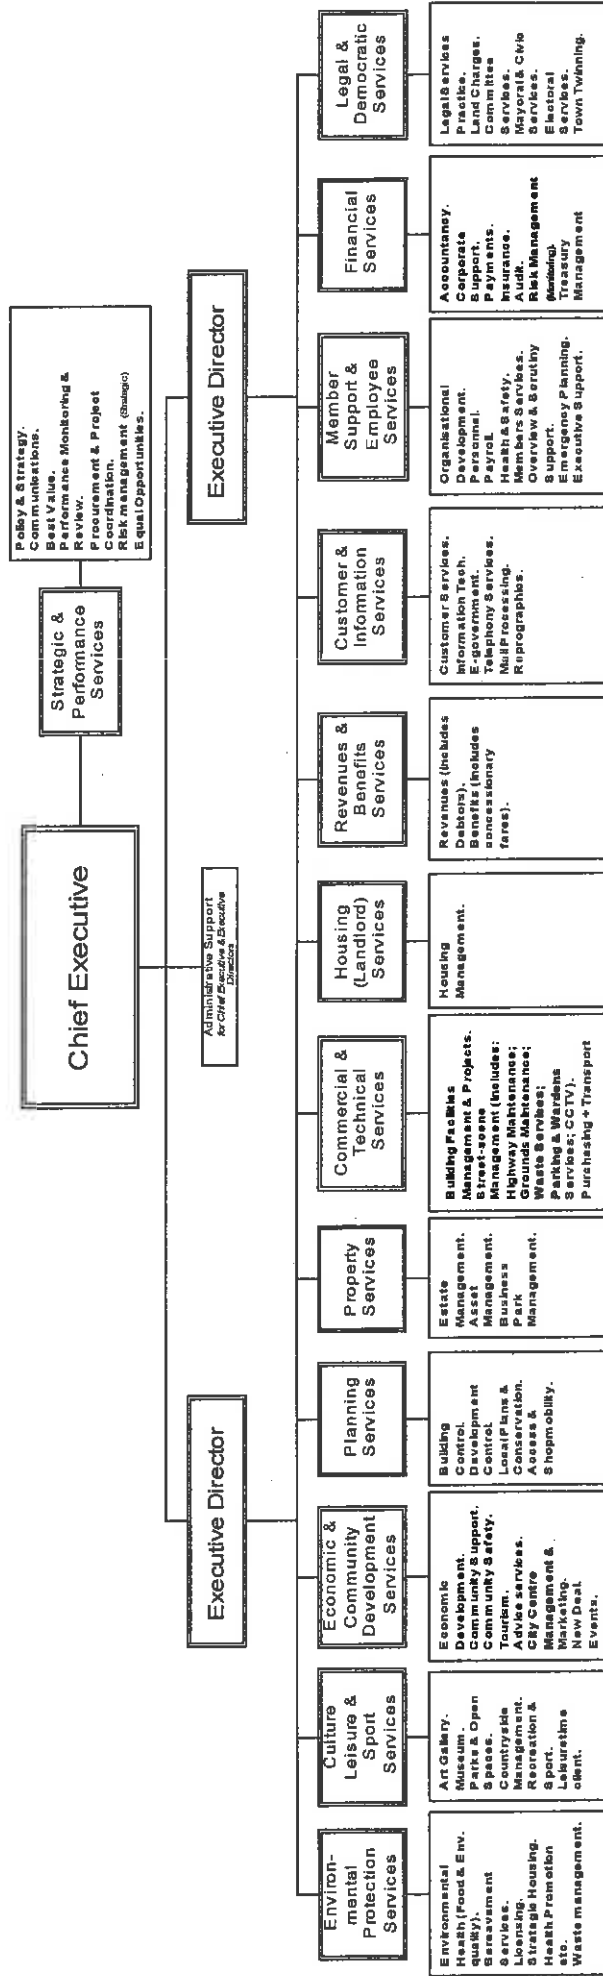 Chief Executive
Strategic &
Performance
Services
Policy & Strategy.
Communications.
Best Value.
Performance Monitoring &
Review.
Procurement & Project
Coordination.
Risk management (Strategic)
Equal Opportunities.
Administrative Support
for Chief Executive & Executive
Directors
Executive Director
Executive Director
Environ-
mental
Protection
Services
Culture
Leisure &
Sport
Services
Economic &
Community
Development
Services
Planning
Services
Property
Services
Commercial &
Technical
Services
Housing
(Landlord)
Services
Revenues &
Benefits
Services
Customer &
Information
Services
Member
Support &
Employee
Services
Financial
Services
Legal &
Democratic
Services
Environmental
Health (Food & Env.
quality).
Bereavement
Services.
Licensing.
Strategic Housing.
Health Promotion
etc.
Waste management.
Art Gallery.
Museum.
Parks & Open
Spaces.
Countryside
Management.
Recreation &
Sport.
Leisuretime
client.
Economic
Development.
Community Support.
Community Safety.
Tourism.
Advice services.
City Centre
Management &
Marketing.
New Deal.
Events.
Building
Control.
Development
Control.
Local Plans &
Conservation.
Access &
Shopmobility.
Estate
Management.
Asset
Management.
Business
Park
Management.
Building Facilities
Management & Projects.
Street-scene
Management (includes:
Highway Maintenance;
Grounds Maintenance;
Waste Services;
Parking & Wardens
Services; CCTV).
Purchasing + Transport
Housing
Management.
Revenues (includes
Debtors).
Benefits (includes
concessionary
fares).
Customer Services.
Information Tech.
E-government.
Telephony Services.
Mail Processing.
Reprographics.
Organisational
Development.
Personnel.
Payroll.
Health & Safety.
Members Services.
Overview & Scrutiny
Support.
Emergency Planning.
Executive Support.
Accountancy.
Corporate
Support.
Payments.
Insurance.
Audit.
Risk Management
(Monitoring).
Treasury
Management
Legal Services
Practice.
Land Charges.
Committee
Services.
Mayoral & Civic
Services.
Electoral
Services.
Town Twinning.